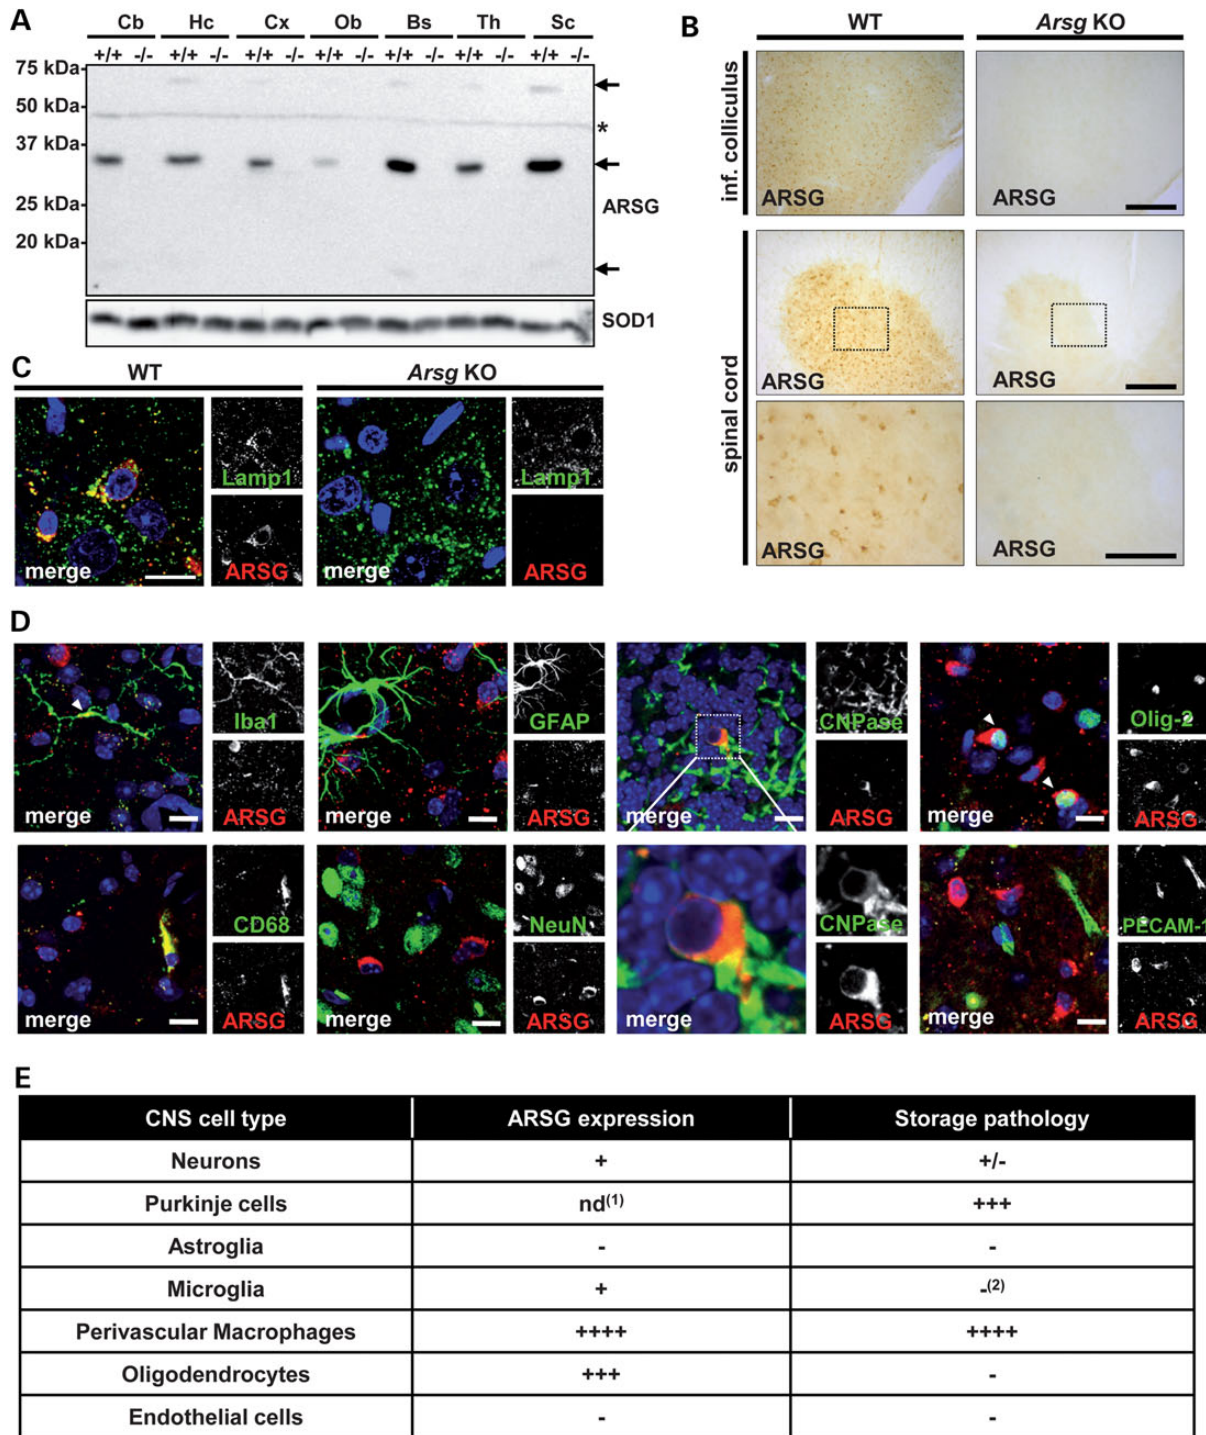 A
Cb Hc Cx Ob Bs Th Sc
+/+ -/- +/+ -/- +/+ -/- +/+ -/- +/+ -/- +/+ -/- +/+ -/-
75 kDa-
50 kDa-
37 kDa-
25 kDa-
20 kDa-
*
ARSG
SOD1
B
WT Arsg KO
inf. colliculus
ARSG ARSG
spinal cord
ARSG ARSG
ARSG ARSG
C
WT Arsg KO
Lamp1 Lamp1
merge ARSG merge ARSG
D
Iba1 GFAP CNPase Olig-2
merge ARSG merge ARSG merge ARSG merge ARSG
CD68 NeuN CNPase PECAM-1
merge ARSG merge ARSG merge ARSG merge ARSG
E
CNS cell type ARSG expression Storage pathology
Neurons + +/-
Purkinje cells nd(1) +++
Astroglia - -
Microglia + -(2)
Perivascular Macrophages ++++ ++++
Oligodendrocytes +++ -
Endothelial cells - -